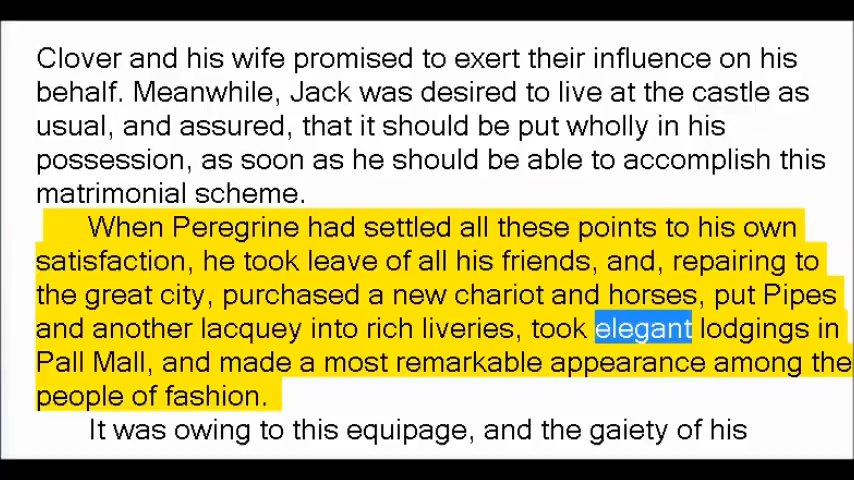 Clover and his wife promised to exert their influence on his
behalf. Meanwhile, Jack was desired to live at the castle as
usual, and assured, that it should be put wholly in his
possession, as soon as he should be able to accomplish this
matrimonial scheme.
When Peregrine had settled all these points to his own
satisfaction, he took leave of all his friends, and, repairing to
the great city, purchased a new chariot and horses, put Pipes
and another lacquey into rich liveries, took elegant lodgings in
Pall Mall, and made a most remarkable appearance among the
people of fashion.
It was owing to this equipage, and the gaiety of his